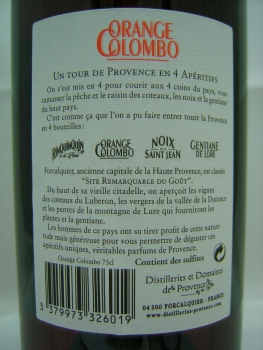 ORANGE
COLOMBO
UN TOUR DE PROVENCE EN 4 APÉRITIFS
On s'est mis en 4 pour courir aux 4 coins du pays, vous
ramasser la pêche et le raisin des coteaux, les noix et la gentiane
du haut pays.
C'est comme ça que l'on a pu faire entrer toute la Provence
en 4 bouteilles :
RINQUINQUIN ORANGE COLOMBO NOIX SAINT JEAN GENTIANE DE LURE
Forcalquier, ancienne capitale de la Haute Provence, est classée
"SITE REMARQUABLE DU GOÛT".
Du haut de sa vieille citadelle, on aperçoit les vignes
des coteaux du Luberon, les vergers de la vallée de la Durance
et les pentes de la montagne de Lure qui fournirent les
plantes et la gentiane.
Les hommes de ce pays ont su tirer profit de cette nature
rude mais généreuse pour vous permettre de déguster ces
apéritifs uniques, véritables parfums de Provence.
Orange Colombo 75cl
Contient des sulfites
Distilleries et Domaines
de Provence
3 379973 326019
04 300 FORCALQUIER - FRANCE
www.distilleries-provence.com